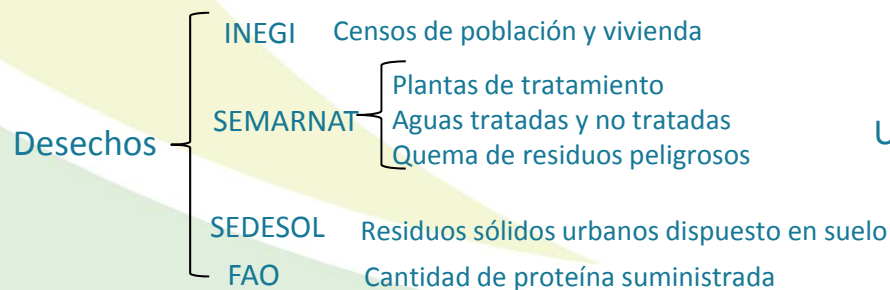 INEGI Censos de población y vivienda
Plantas de tratamiento
SEMARNAT Aguas tratadas y no tratadas
Desechos
Quema de residuos peligrosos
SEDESOL Residuos sólidos urbanos dispuesto en suelo
FAO Cantidad de proteína suministrada